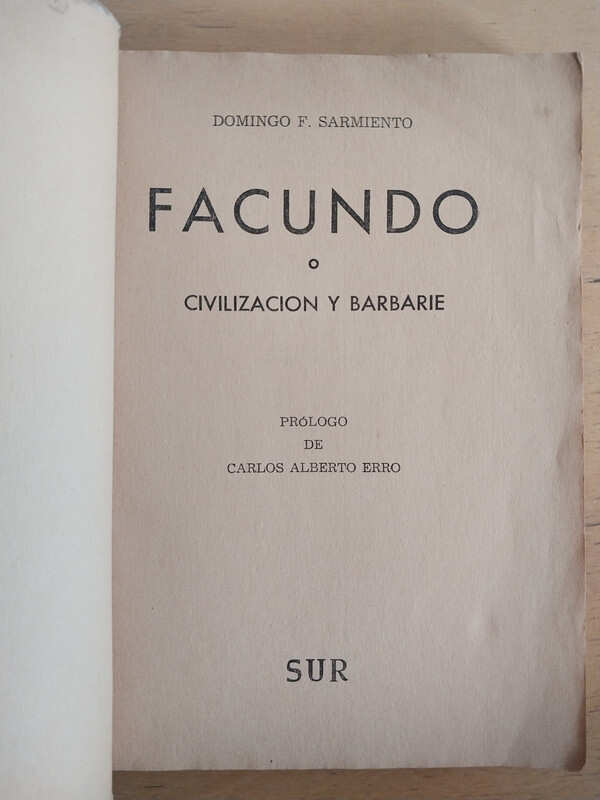 DOMINGO F. SARMIENTO
FACUNDO
O
CIVILIZACION Y BARBARIE
PRÓLOGO
DE
CARLOS ALBERTO ERRO
SUR